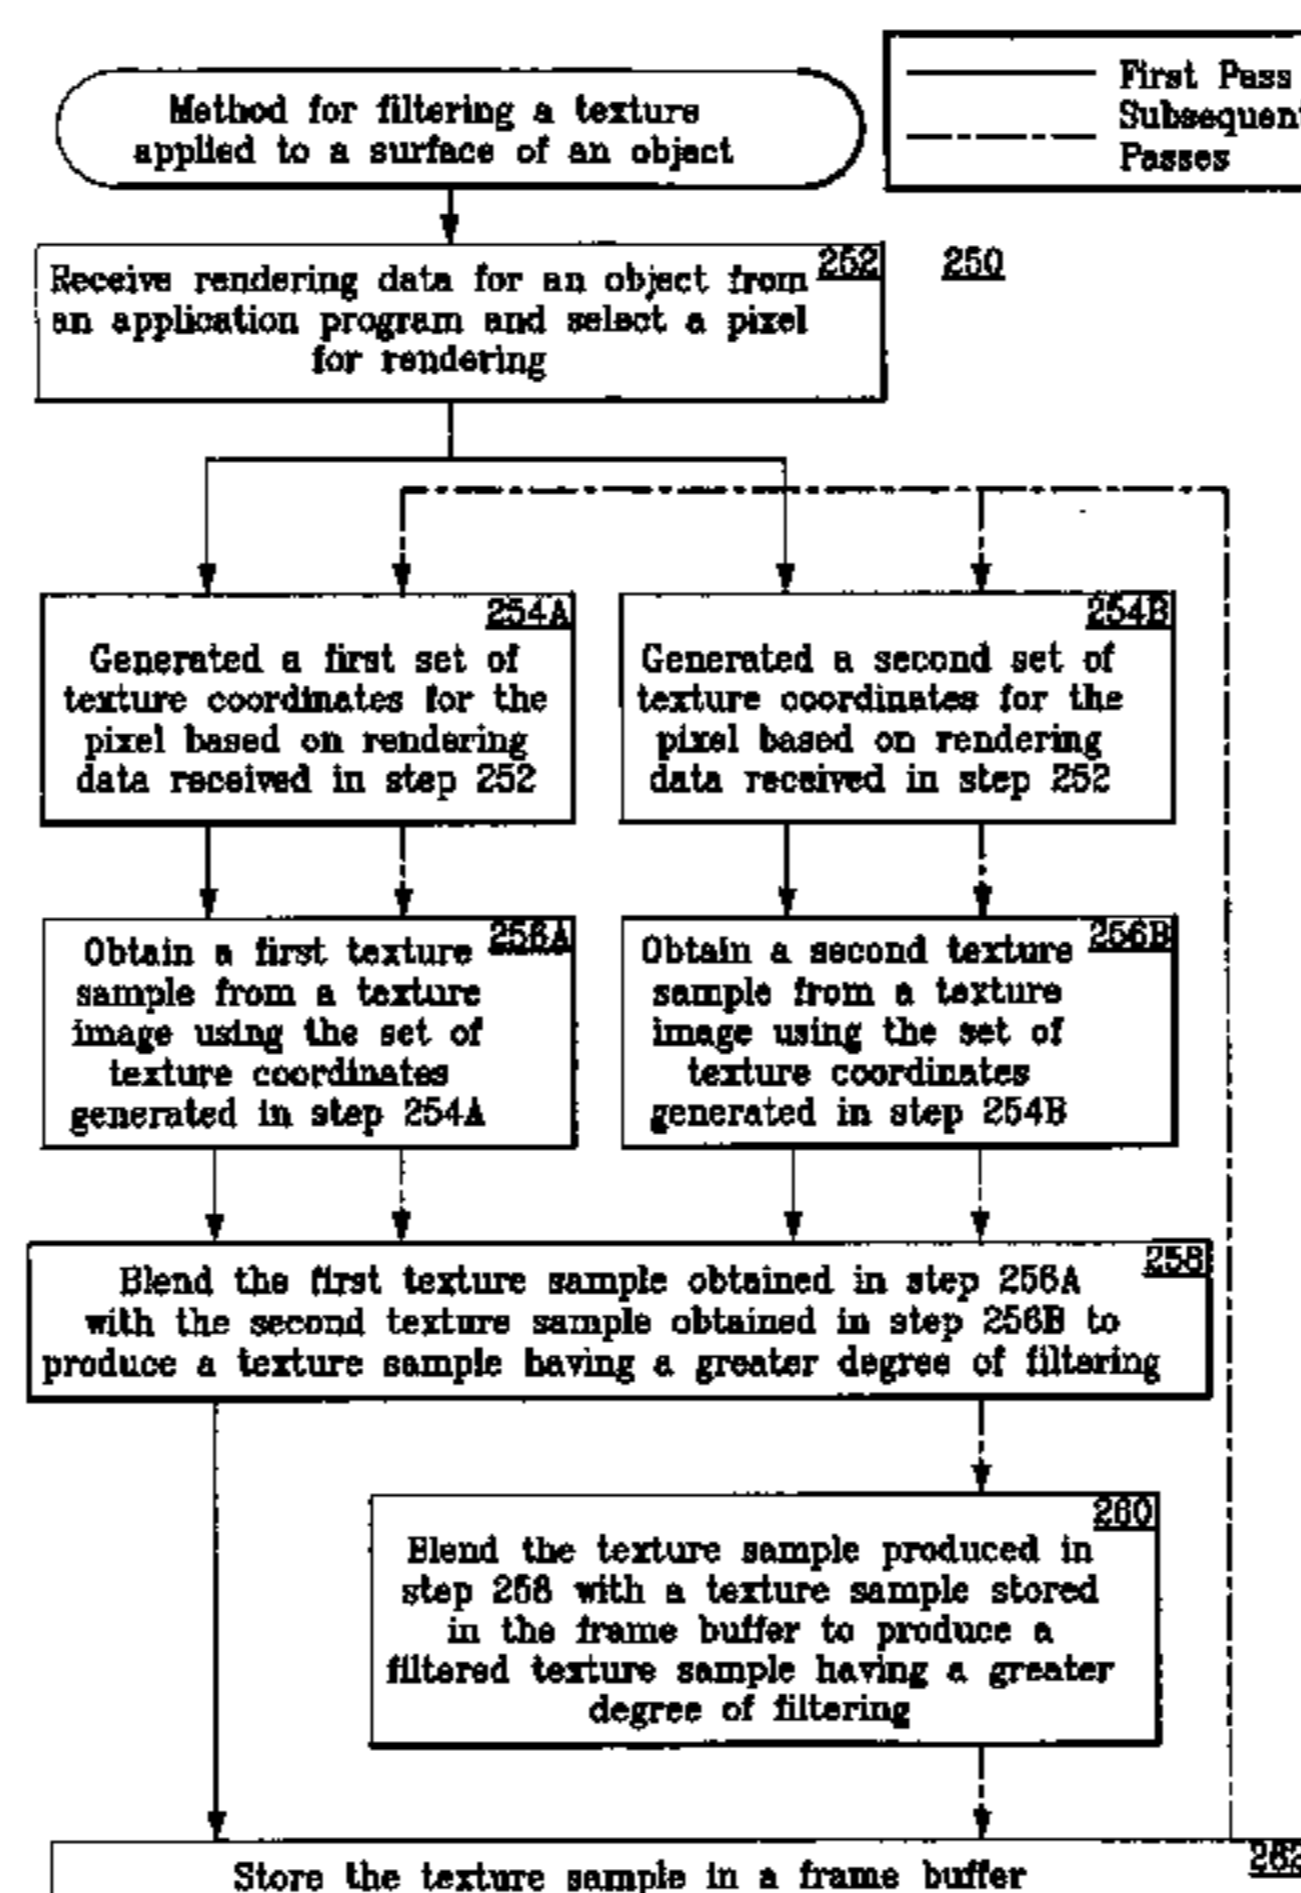 First Pass
Subsequent
Passes
Method for filtering a texture
applied to a surface of an object
250
252
Receive rendering data for an object from
an application program and select a pixel
for rendering
254A
Generated a first set of
texture coordinates for the
pixel based on rendering
data received in step 252
254B
Generated a second set of
texture coordinates for the
pixel based on rendering
data received in step 252
256A
Obtain a first texture
sample from a texture
image using the set of
texture coordinates
generated in step 254A
256B
Obtain a second texture
sample from a texture
image using the set of
texture coordinates
generated in step 254B
258
Blend the first texture sample obtained in step 256A
with the second texture sample obtained in step 256B to
produce a texture sample having a greater degree of filtering
260
Blend the texture sample produced in
step 258 with a texture sample stored
in the frame buffer to produce a
filtered texture sample having a greater
degree of filtering
262
Store the texture sample in a frame buffer